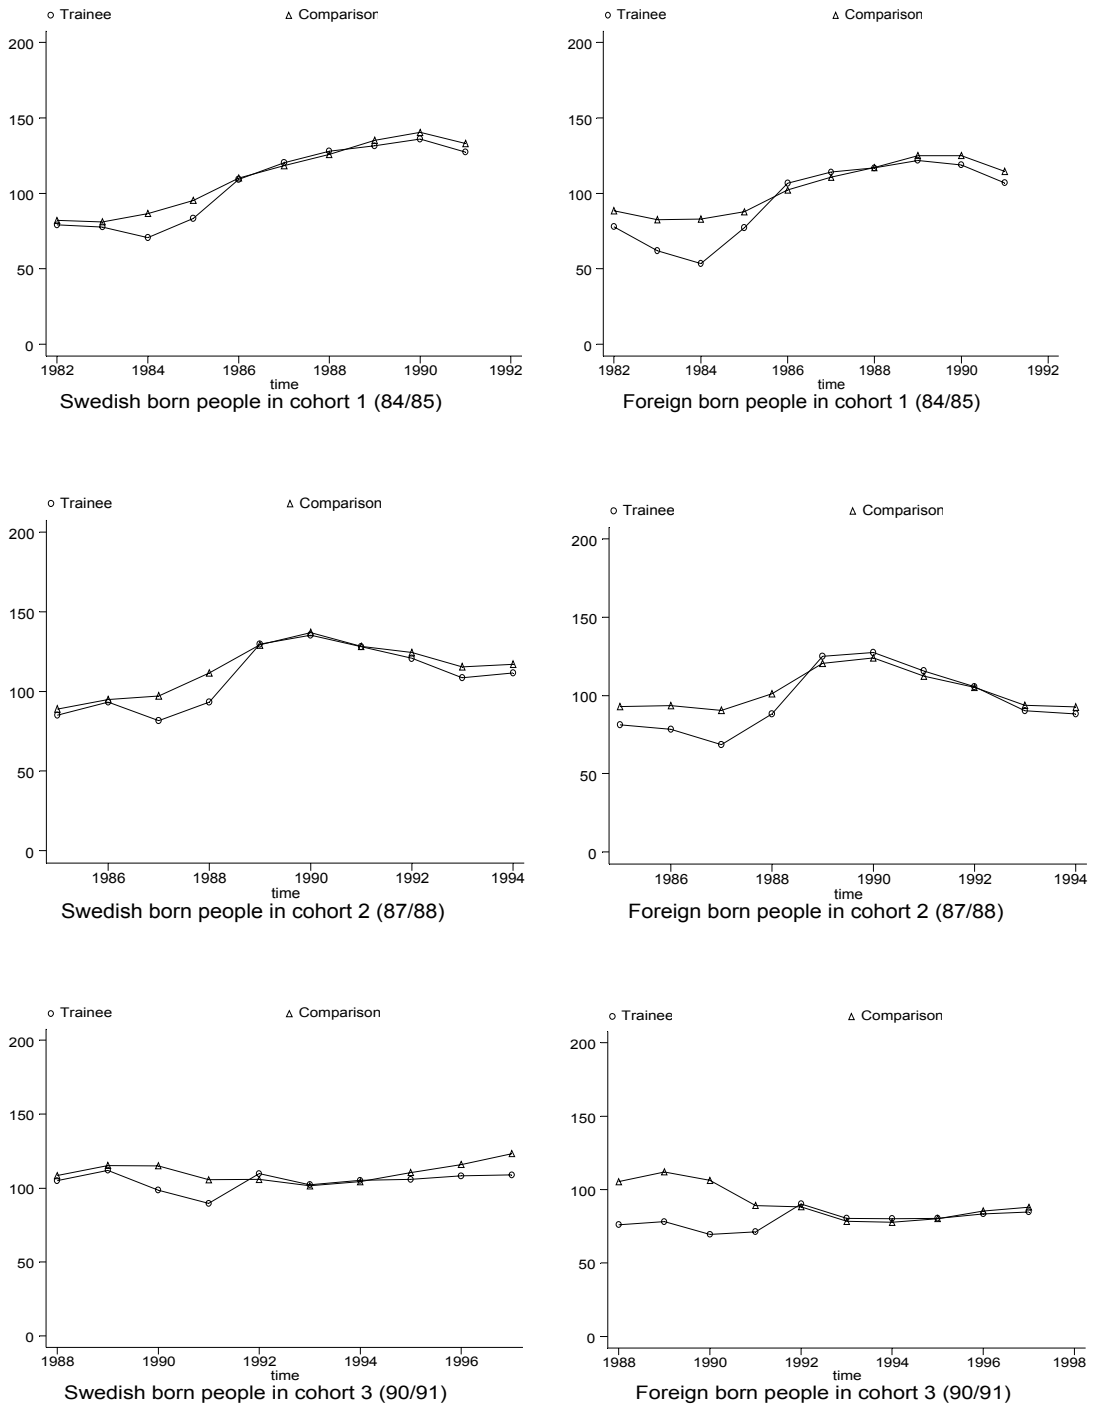 Trainee Comparison
200
150
100
50
0
1982 1984 1986 1988 1990 1992
time
Swedish born people in cohort 1 (84/85)
Trainee Comparison
200
150
100
50
0
1982 1984 1986 1988 1990 1992
time
Foreign born people in cohort 1 (84/85)
Trainee Comparison
200
150
100
50
0
1986 1988 1990 1992 1994
time
Swedish born people in cohort 2 (87/88)
Trainee Comparison
200
150
100
50
0
1986 1988 1990 1992 1994
time
Foreign born people in cohort 2 (87/88)
Trainee Comparison
200
150
100
50
0
1988 1990 1992 1994 1996
time
Swedish born people in cohort 3 (90/91)
Trainee Comparison
200
150
100
50
0
1988 1990 1992 1994 1996 1998
time
Foreign born people in cohort 3 (90/91)